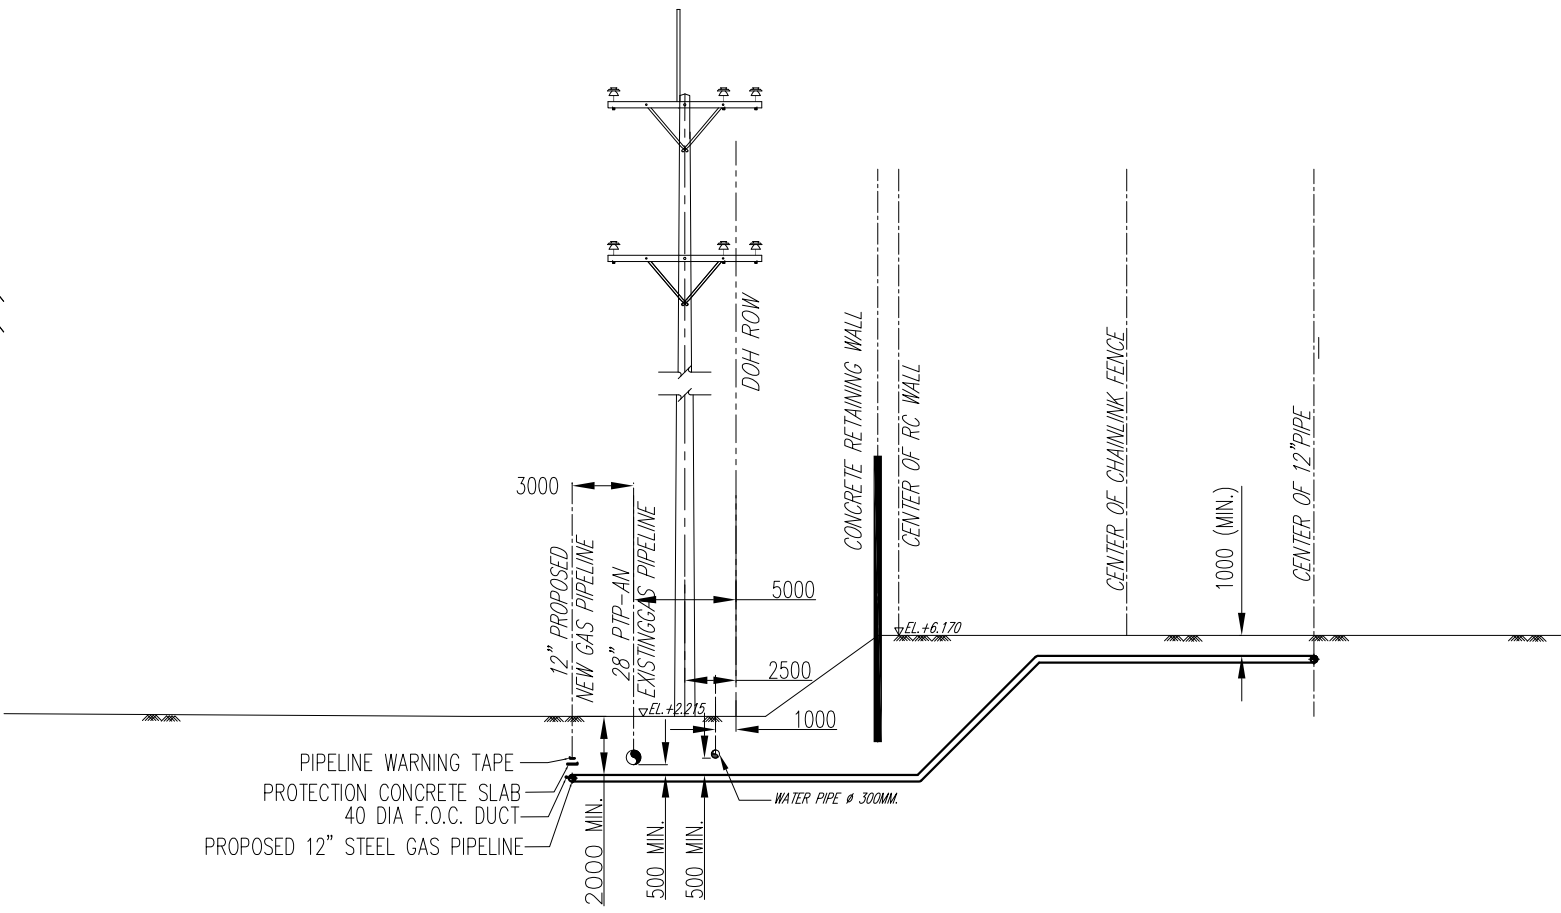 DOH ROW
CONCRETE RETAINING WALL
CENTER OF RC WALL
CENTER OF CHAINLINK FENCE
CENTER OF 12"PIPE
3000
12" PROPOSED
NEW GAS PIPELINE
28" PTP-AN
EXISTINGGAS PIPELINE
5000
1000 (MIN.)
EL.+6.170
2500
EL.+2.215
1000
PIPELINE WARNING TAPE
PROTECTION CONCRETE SLAB
40 DIA F.O.C. DUCT
PROPOSED 12" STEEL GAS PIPELINE
2000 MIN.
500 MIN.
500 MIN.
WATER PIPE ø 300MM.